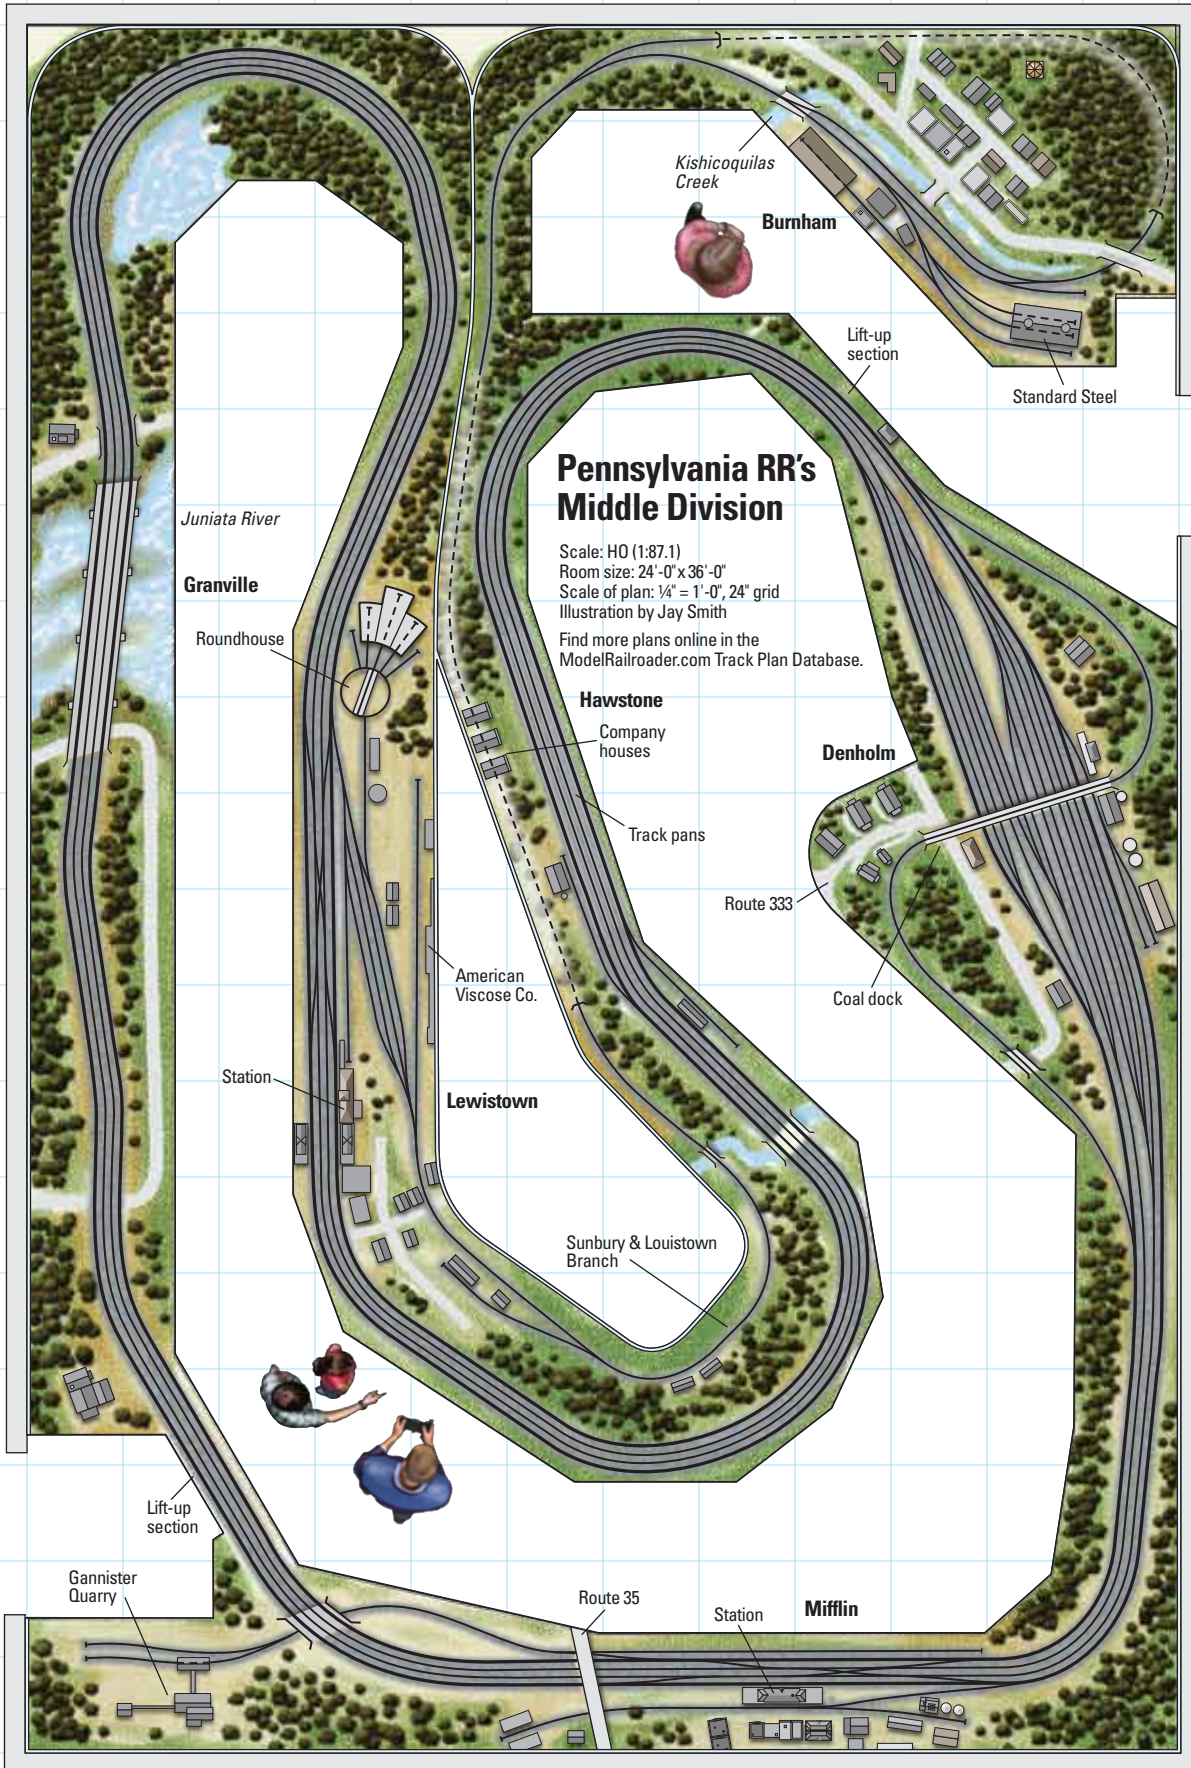 Kishicoquilas
Creek
Burnham
Lift-up
section
Standard Steel
Pennsylvania RR's
Middle Division
Scale: HO (1:87.1)
Room size: 24'-0" x 36'-0"
Scale of plan: ¼" = 1'-0", 24" grid
Illustration by Jay Smith
Find more plans online in the
ModelRailroader.com Track Plan Database.
Juniata River
Granville
Roundhouse
Hawstone
Company
houses
Denholm
Track pans
Route 333
American
Viscose Co.
Coal dock
Station
Lewistown
Sunbury & Louistown
Branch
Lift-up
section
Gannister
Quarry
Route 35
Station
Mifflin